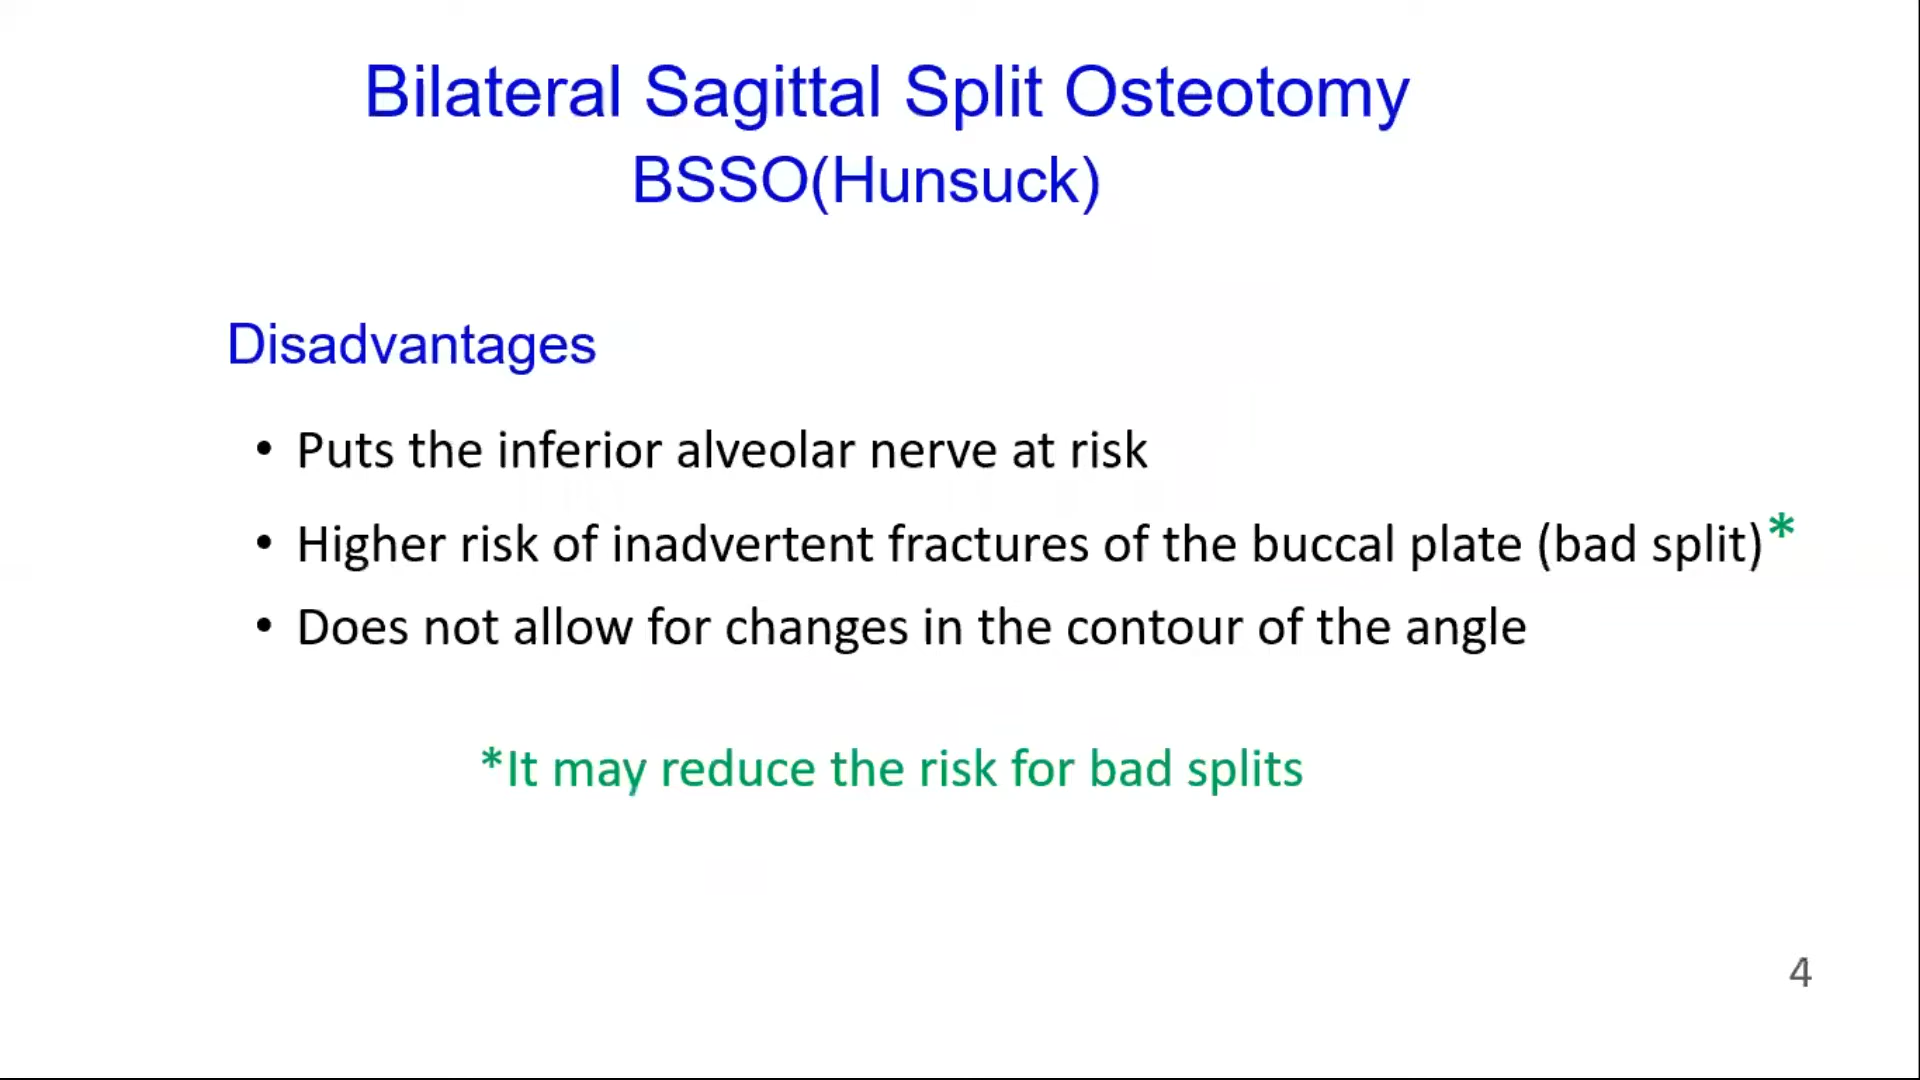 Bilateral Sagittal Split Osteotomy
BSSO(Hunsuck)
Disadvantages
• Puts the inferior alveolar nerve at risk
• Higher risk of inadvertent fractures of the buccal plate (bad split)*
• Does not allow for changes in the contour of the angle
*It may reduce the risk for bad splits
4